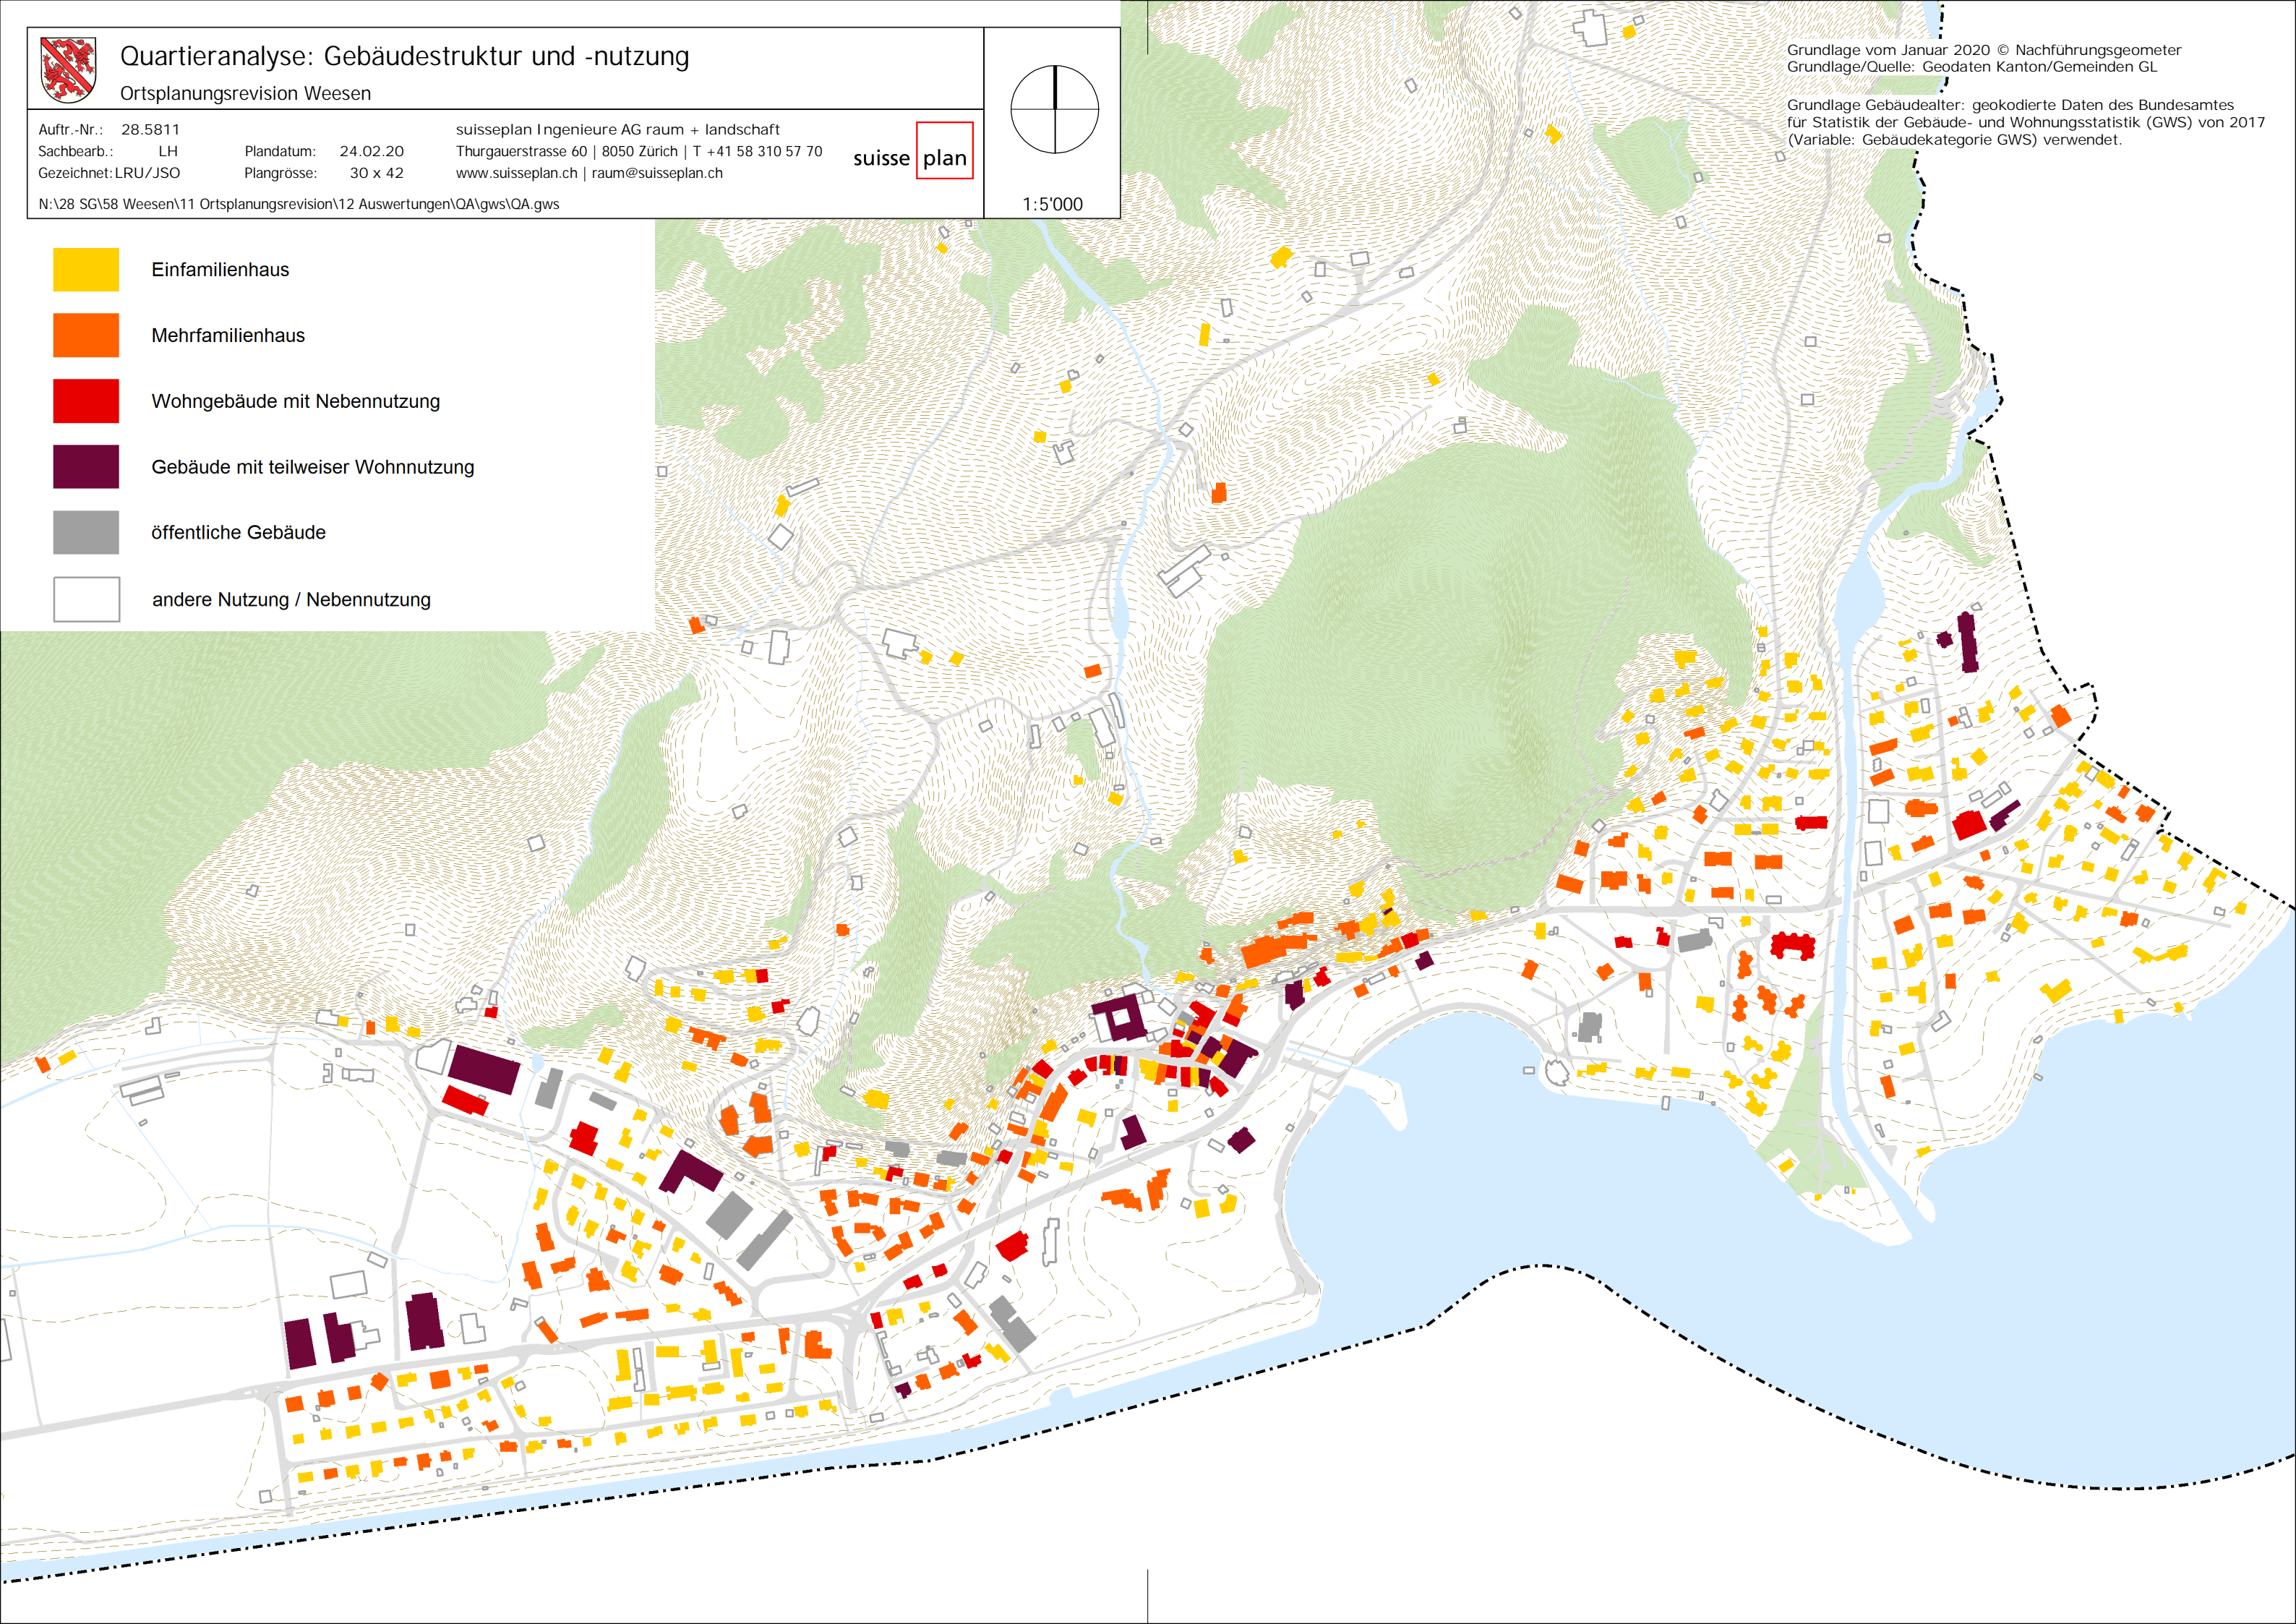 Quartieranalyse: Gebäudestruktur und -nutzung
Ortsplanungsrevision Weesen
Auftr.-Nr.: 28.5811
Sachbearb.: LH Plandatum: 24.02.20
Gezeichnet: LRU/JSO Plangrösse: 30 x 42
N:\28 SG\58 Weesen\11 Ortsplanungsrevision\12 Auswertungen\QA\gws\QA.gws
suisseplan Ingenieure AG raum + landschaft
Thurgauerstrasse 60 | 8050 Zürich | T +41 58 310 57 70
www.suisseplan.ch | raum@suisseplan.ch
suisse plan
1:5'000
Grundlage vom Januar 2020 © Nachführungsgeometer
Grundlage/Quelle: Geodaten Kanton/Gemeinden GL
Grundlage Gebäudealter: geokodierte Daten des Bundesamtes
für Statistik der Gebäude- und Wohnungsstatistik (GWS) von 2017
(Variable: Gebäudekategorie GWS) verwendet.
Einfamilienhaus
Mehrfamilienhaus
Wohngebäude mit Nebennutzung
Gebäude mit teilweiser Wohnnutzung
öffentliche Gebäude
andere Nutzung / Nebennutzung